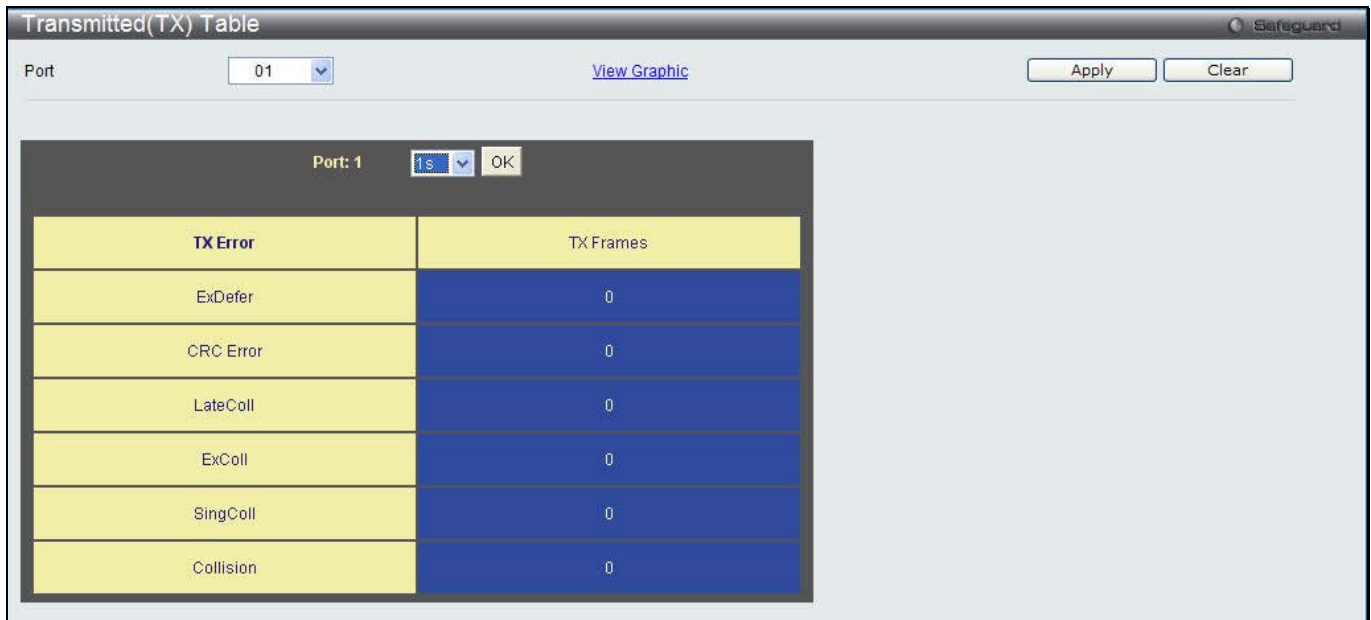 Transmitted(TX) Table
Safeguard
Port 01 View Graphic Apply Clear
Port: 1 1s OK
TX Error TX Frames
ExDefer 0
CRC Error 0
LateColl 0
ExColl 0
SingColl 0
Collision 0